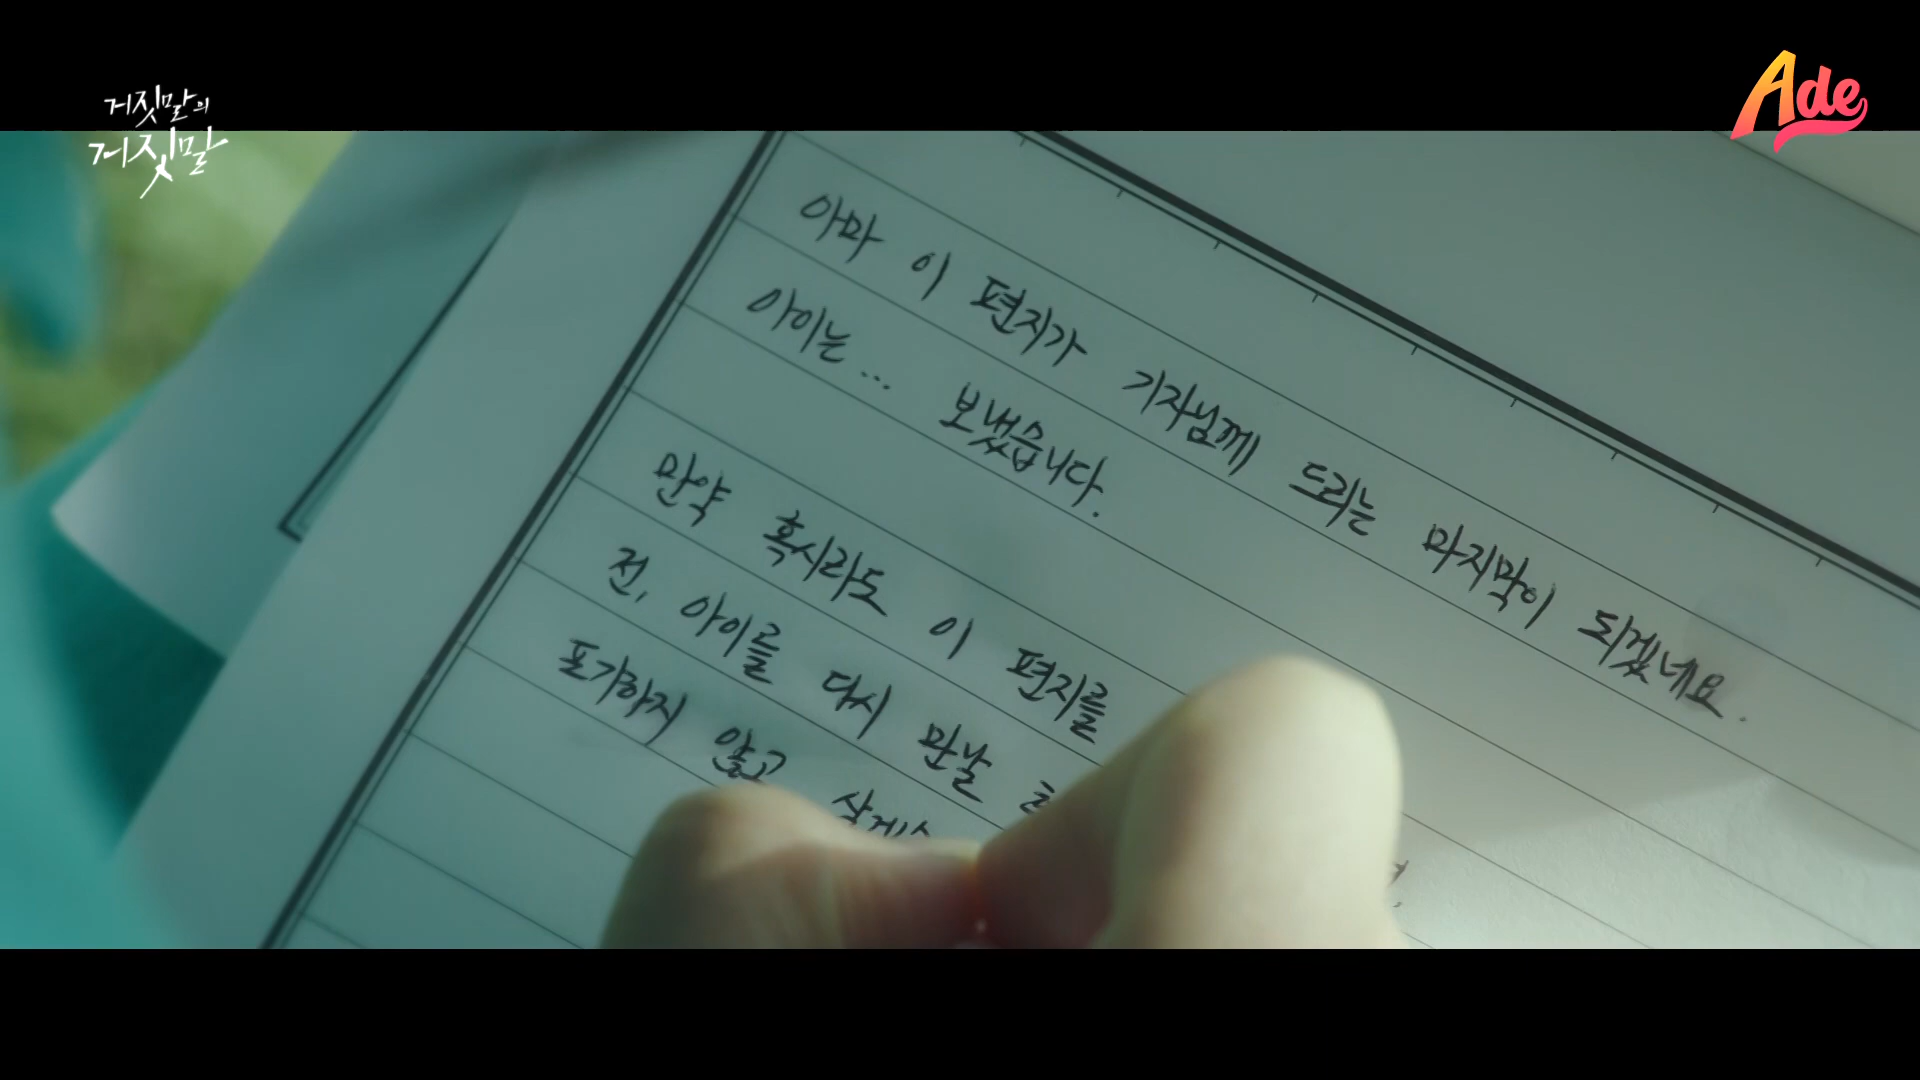 거짓말의
거짓말
Ade
아마 이 편지가 기자님께 드리는 마지막이 되겠네요.
아이는... 보냈습니다.
만약 혹시라도 이 편지를
전, 아이를 다시 만날
포기하지 않고